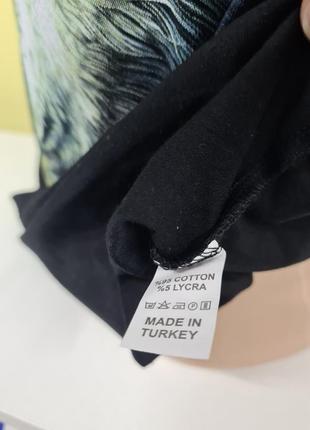 %95 COTTON
%5 LYCRA
MADE IN
TURKEY